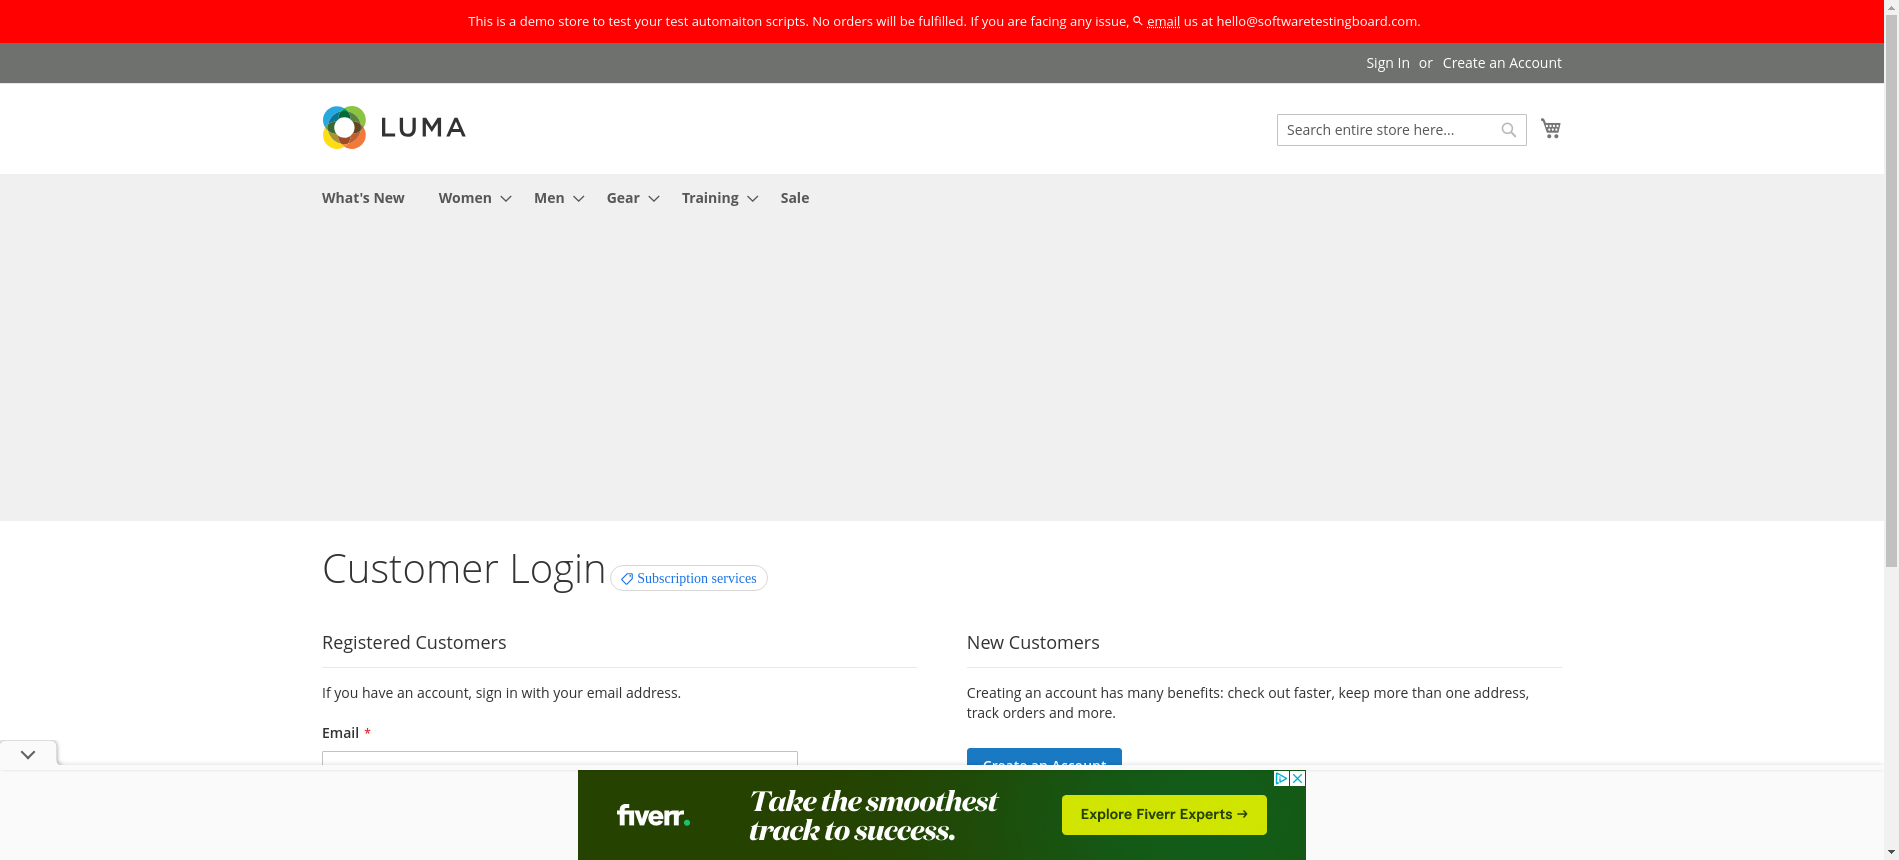 This is a demo store to test your test automaiton scripts. No orders will be fulfilled. If you are facing any issue, email us at hello@softwaretestingboard.com.
Sign In or Create an Account
LUMA
Search entire store here...
What's New Women Men Gear Training Sale
Customer Login
Subscription services
Registered Customers
If you have an account, sign in with your email address.
Email *
New Customers
Creating an account has many benefits: check out faster, keep more than one address,
track orders and more.
Create an Account
fiverr.
Take the smoothest
track to success.
Explore Fiverr Experts →